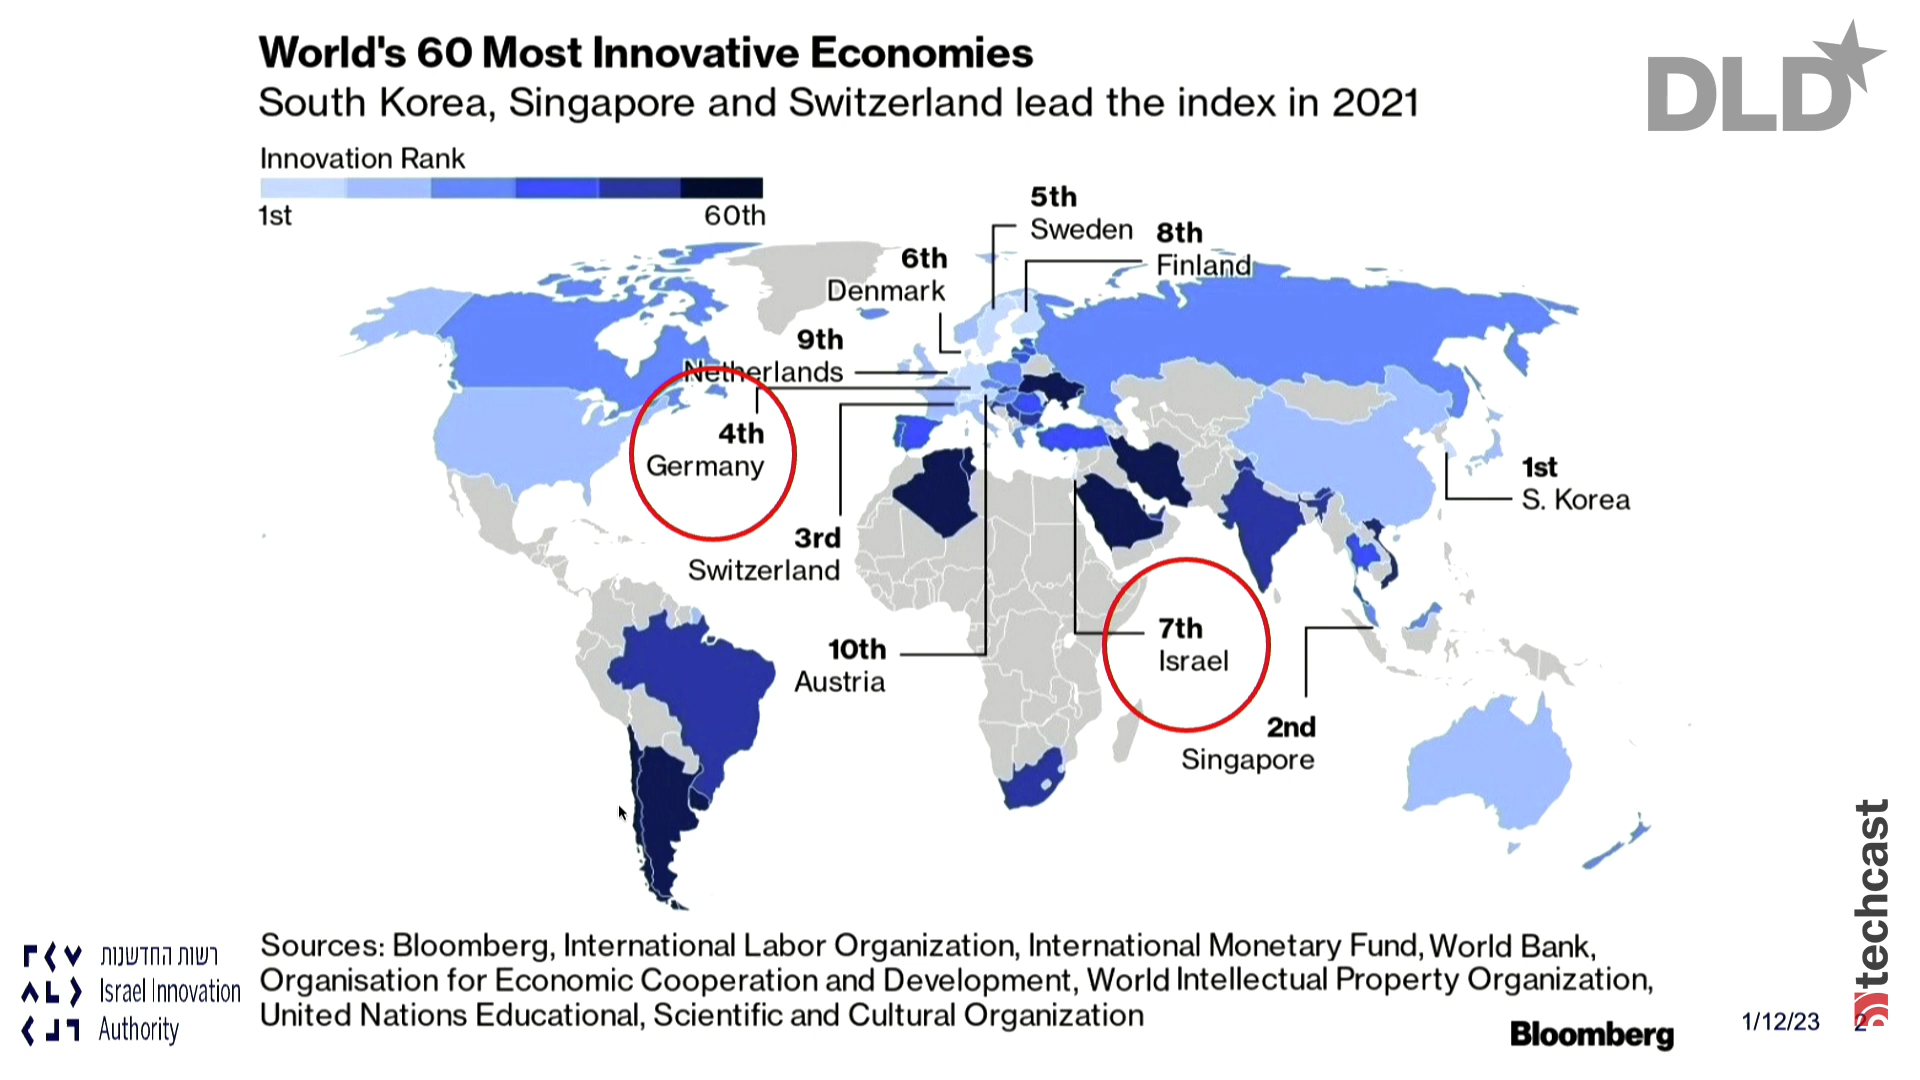 World's 60 Most Innovative Economies
South Korea, Singapore and Switzerland lead the index in 2021
DLD
Innovation Rank
1st
60th
5th
Sweden
8th
Finland
6th
Denmark
9th
Netherlands
4th
Germany
1st
S. Korea
3rd
Switzerland
7th
Israel
10th
Austria
2nd
Singapore
techcast
רשות החדשנות
Israel Innovation
Authority
Sources: Bloomberg, International Labor Organization, International Monetary Fund, World Bank,
Organisation for Economic Cooperation and Development, World Intellectual Property Organization,
United Nations Educational, Scientific and Cultural Organization
Bloomberg
1/12/23
2